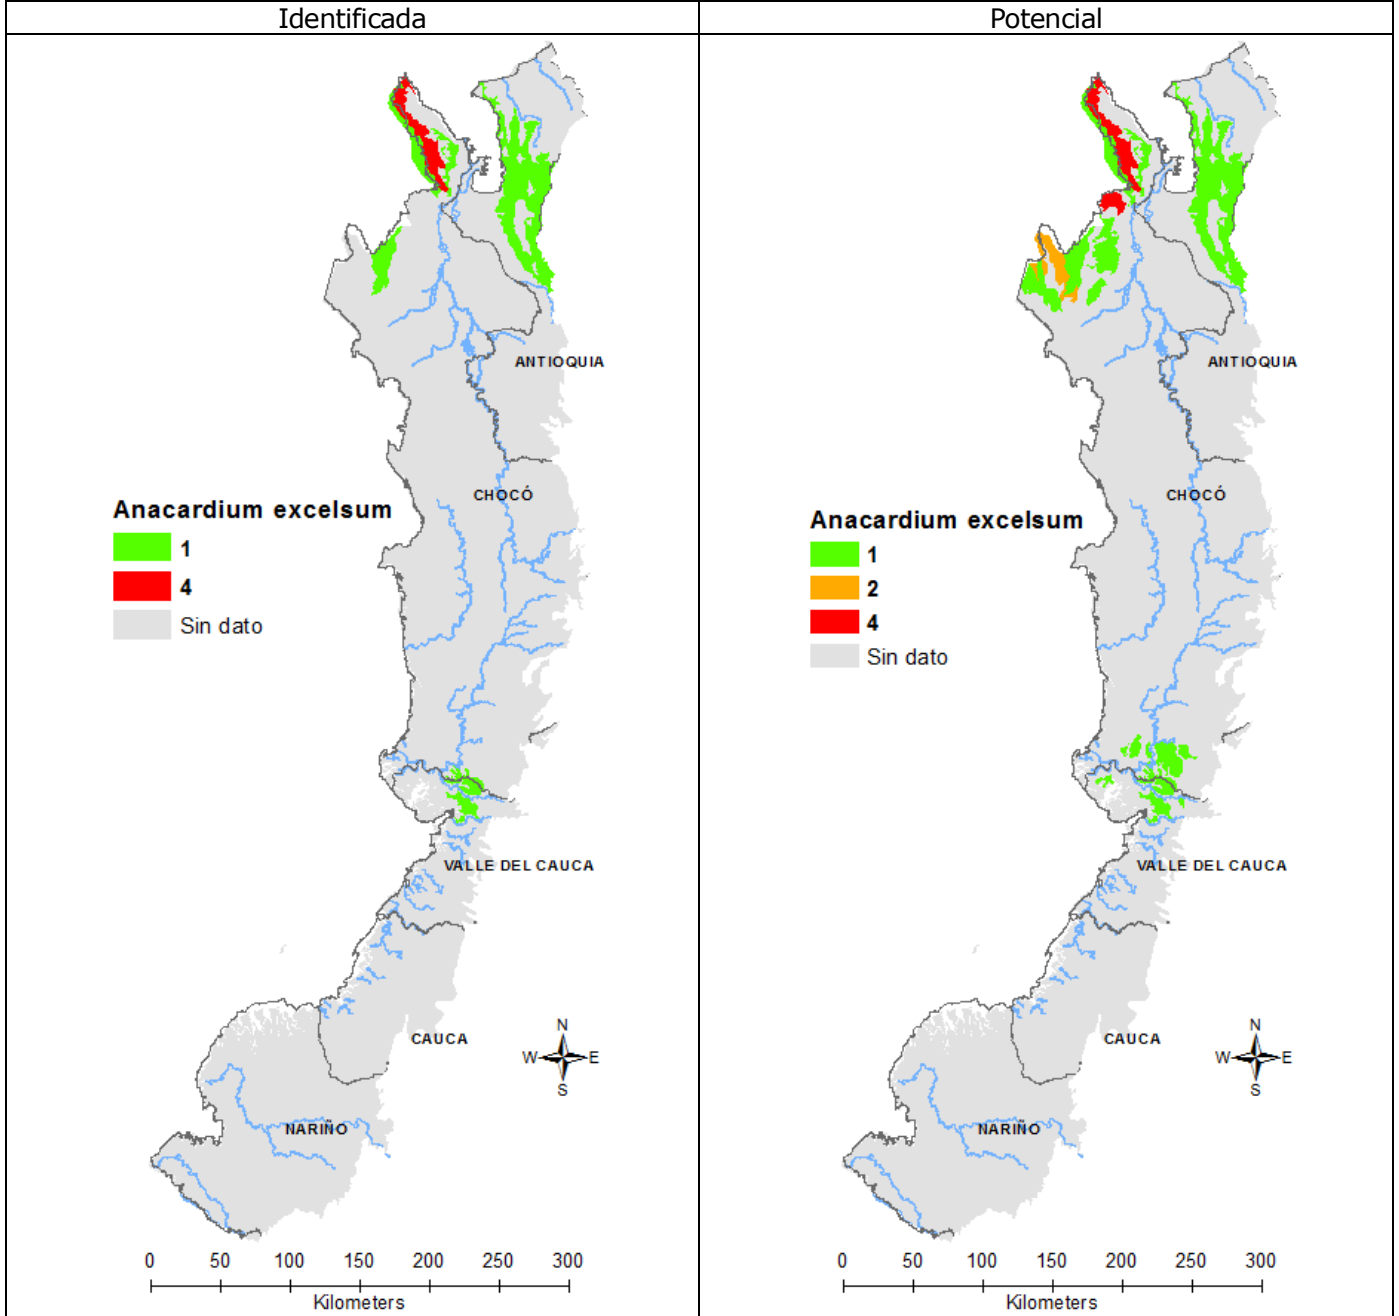 Identificada
ANTIOQUIA
CHOCÓ
Anacardium excelsum
1
4
Sin dato
VALLE DEL CAUCA
CAUCA
N
W E
S
NARIÑO
0 50 100 150 200 250 300
Kilometers
Potencial
ANTIOQUIA
CHOCÓ
Anacardium excelsum
1
2
4
Sin dato
VALLE DEL CAUCA
CAUCA
N
W E
S
NARIÑO
0 50 100 150 200 250 300
Kilometers